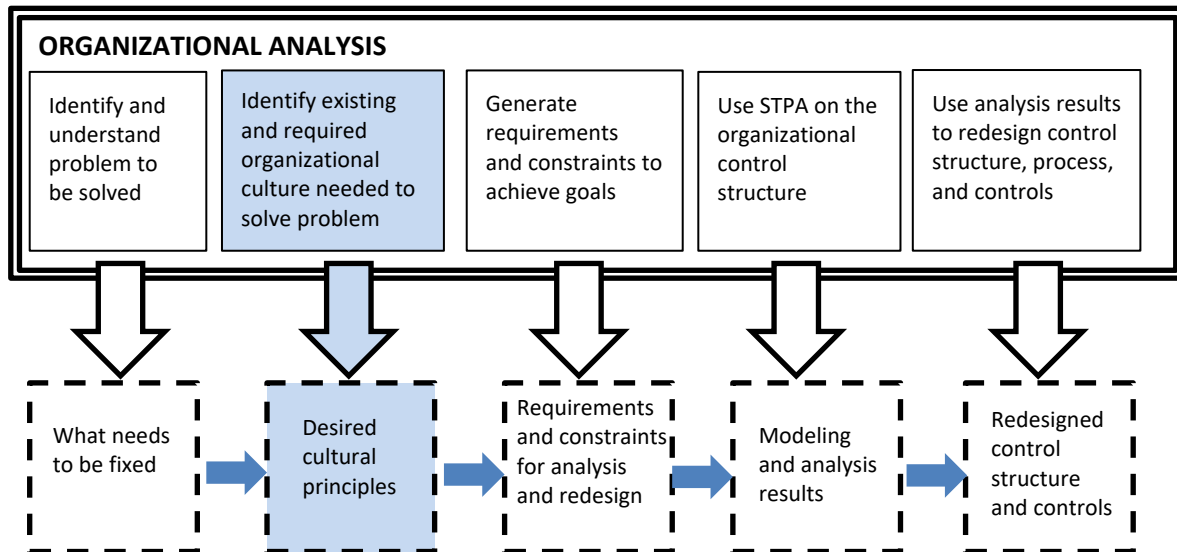 ORGANIZATIONAL ANALYSIS
Identify and
understand
problem to
be solved
Identify existing
and required
organizational
culture needed to
solve problem
Generate
requirements
and constraints to
achieve goals
Use STPA on the
organizational
control
structure
Use analysis results
to redesign control
structure, process,
and controls
What needs
to be fixed
Desired
cultural
principles
Requirements
and constraints
for analysis
and redesign
Modeling
and analysis
results
Redesigned
control
structure
and controls